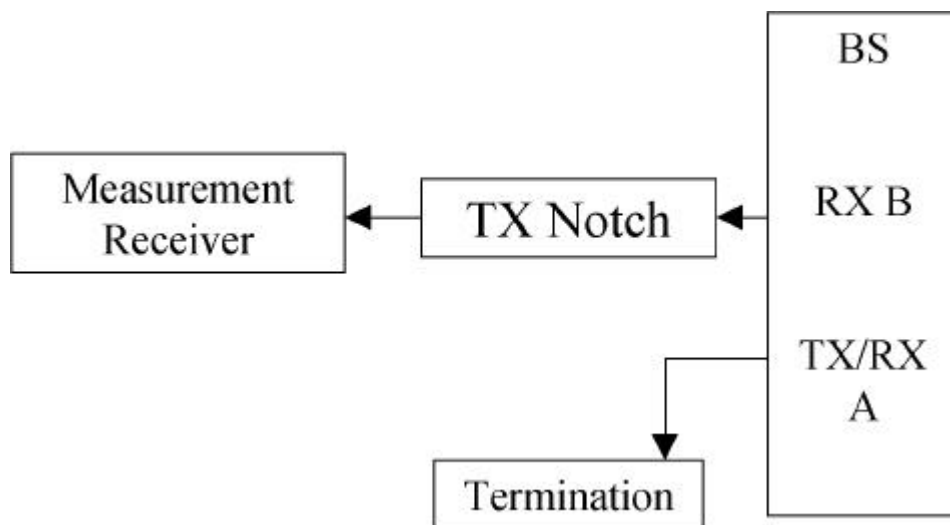 BS
Measurement
Receiver
TX Notch
RX B
TX/RX
A
Termination